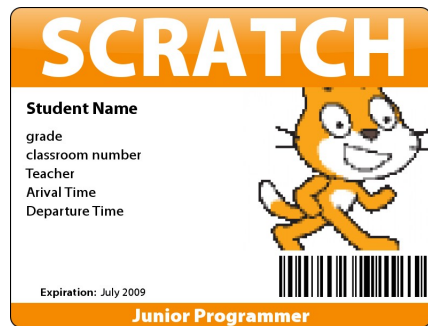 SCRATCH
Student Name
grade
classroom number
Teacher
Arival Time
Departure Time
Expiration: July 2009
Junior Programmer